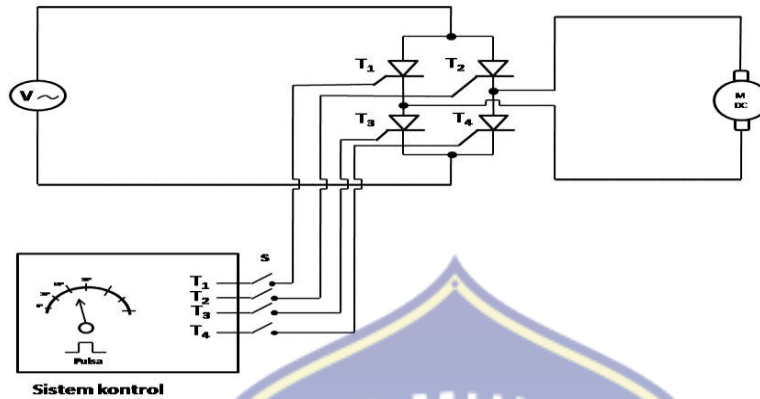 T1
T2
V ~
M
DC
T3
T4
S
T1
T2
T3
T4
Pulsa
Sistem kontrol